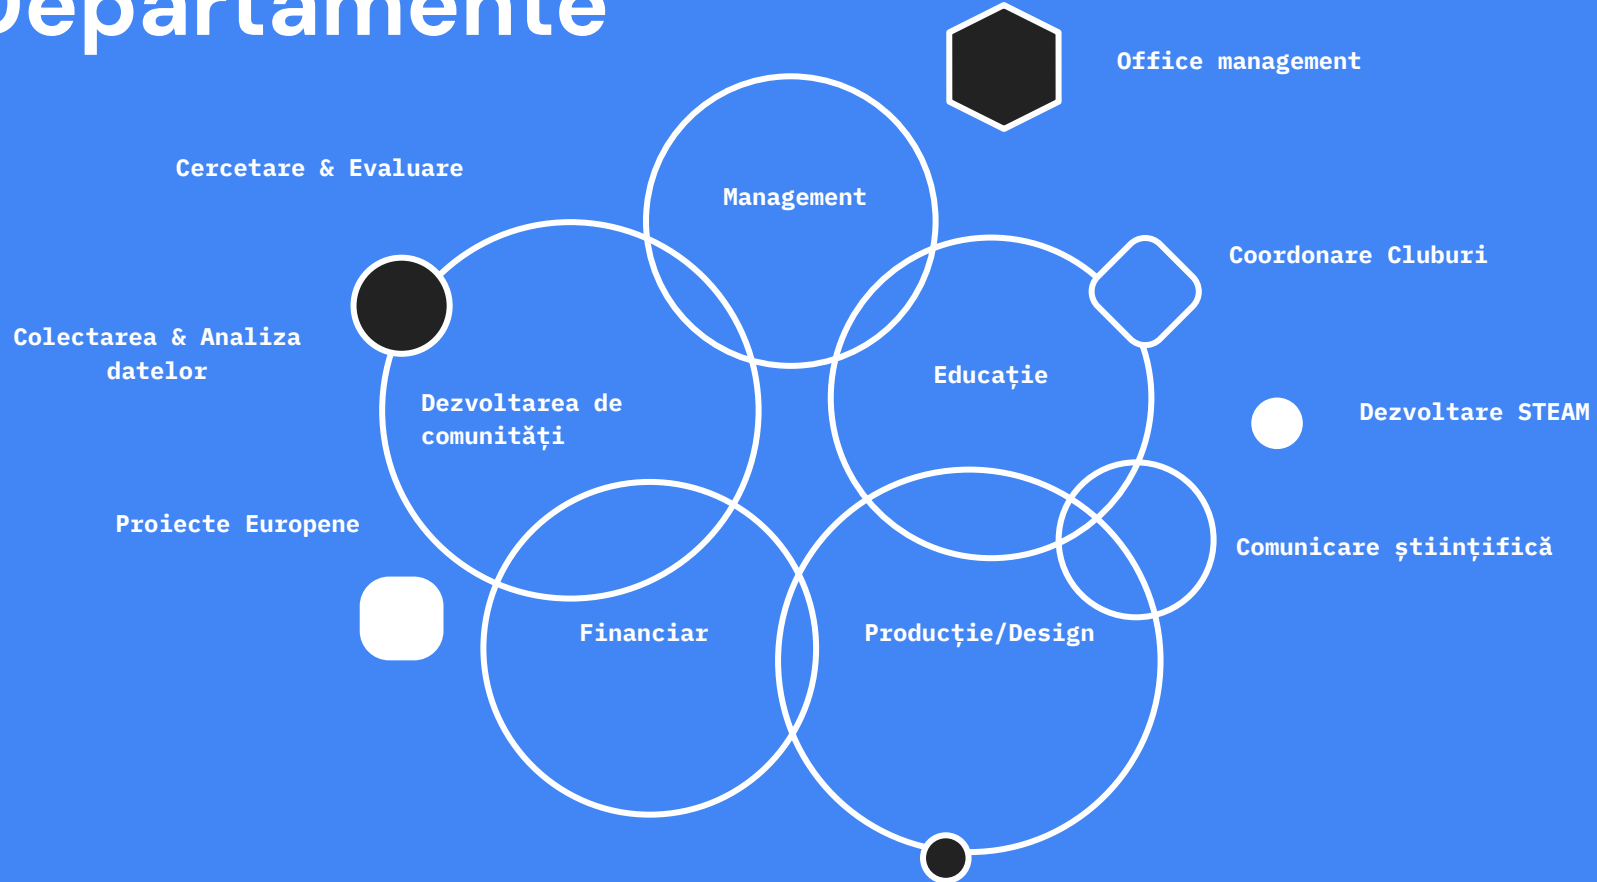 Departamente
Office management
Cercetare & Evaluare
Management
Coordonare Cluburi
Colectarea & Analiza
datelor
Educație
Dezvoltarea de
comunități
Dezvoltare STEAM
Proiecte Europene
Comunicare științifică
Financiar
Producție/Design